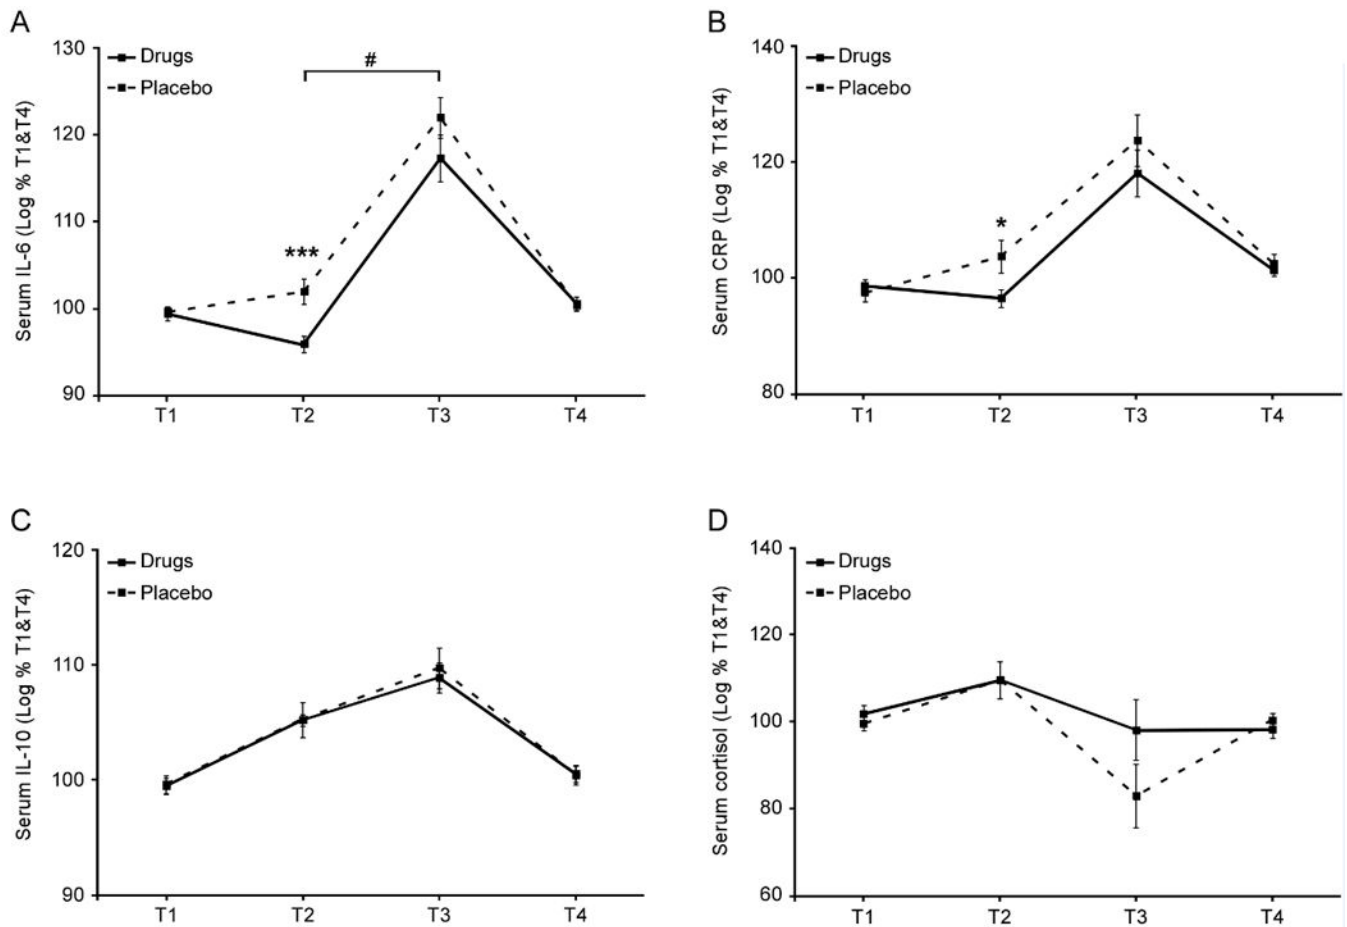 A
Serum IL-6 (Log % T1&T4)
130
120
110
100
90
Drugs
Placebo
#
***
T1 T2 T3 T4
B
Serum CRP (Log % T1&T4)
140
120
100
80
Drugs
Placebo
*
T1 T2 T3 T4
C
Serum IL-10 (Log % T1&T4)
120
110
100
90
Drugs
Placebo
T1 T2 T3 T4
D
Serum cortisol (Log % T1&T4)
140
120
100
80
60
Drugs
Placebo
T1 T2 T3 T4